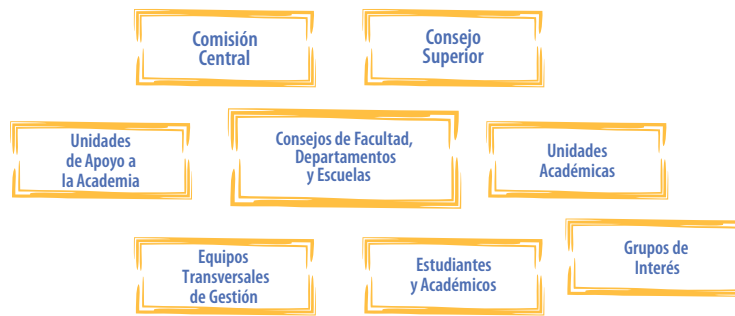 Comisión
Central
Consejo
Superior
Unidades
de Apoyo a
la Academia
Consejos de Facultad,
Departamentos
y Escuelas
Unidades
Académicas
Equipos
Transversales
de Gestión
Estudiantes
y Académicos
Grupos de
Interés